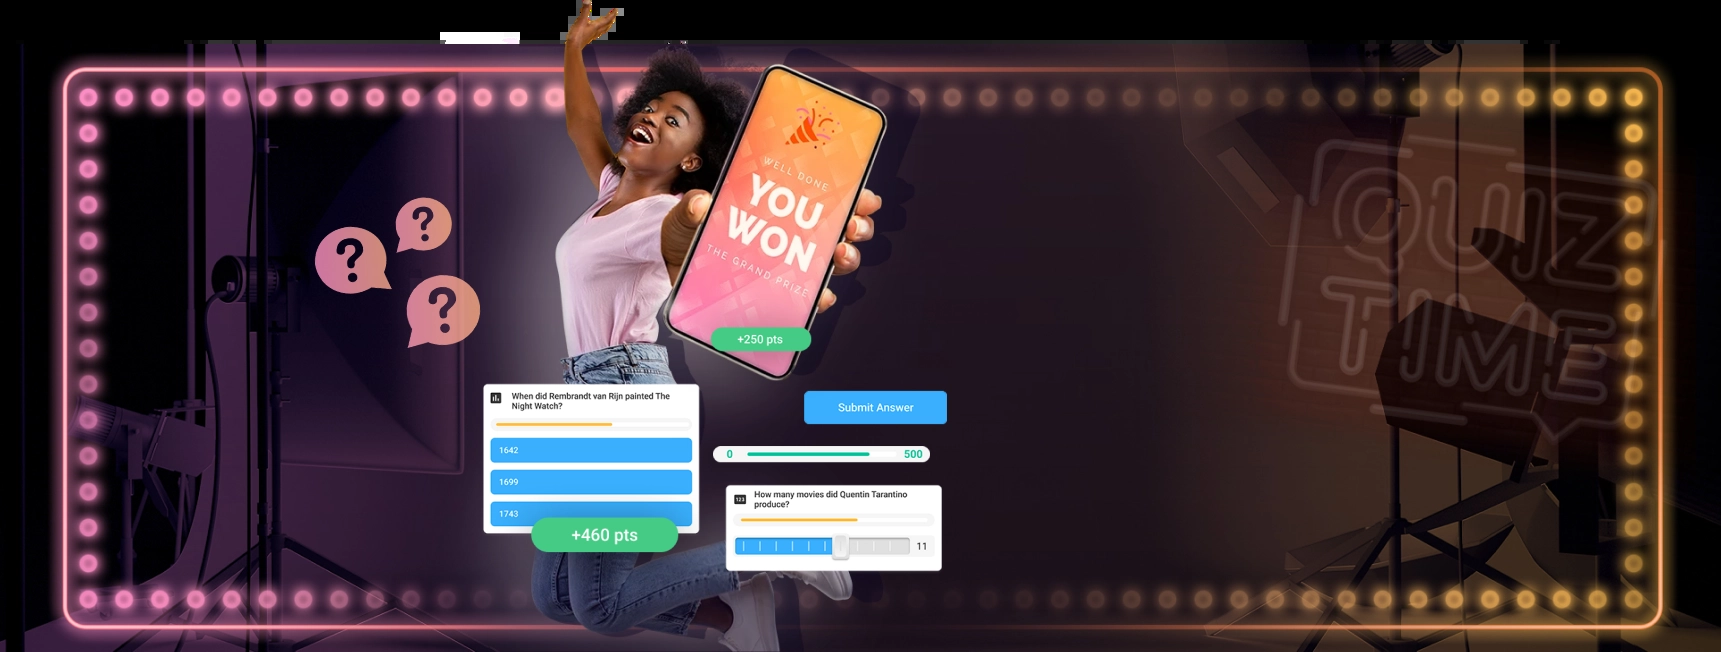 ?
?
?
WELL DONE
YOU
WON
THE GRAND PRIZE
+250 pts
QUIZ
TIME
When did Rembrandt van Rijn painted The
Night Watch?
1642
1699
1743
+460 pts
Submit Answer
0 500
123 How many movies did Quentin Tarantino
produce?
11